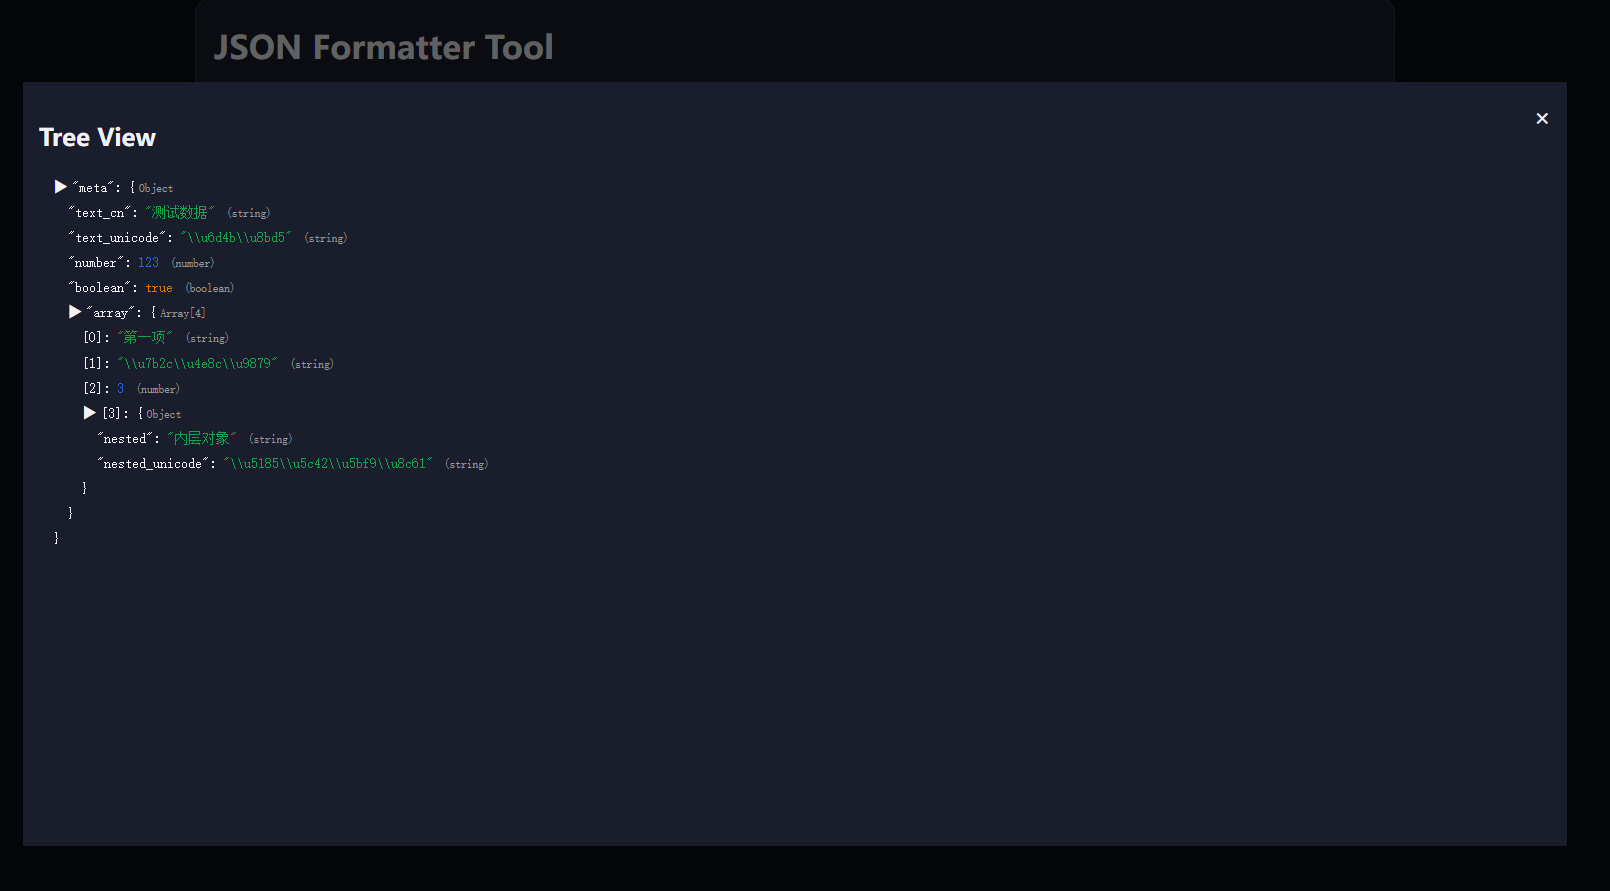 JSON Formatter Tool
×
Tree View
▶ "meta": { Object
"text_cn": "测试数据" (string)
"text_unicode": "\\u6d4b\\u8bd5" (string)
"number": 123 (number)
"boolean": true (boolean)
▶ "array": { Array[4]
[0]: "第一项" (string)
[1]: "\\u7b2c\\u4e8c\\u9879" (string)
[2]: 3 (number)
▶ [3]: { Object
"nested": "内层对象" (string)
"nested_unicode": "\\u5185\\u5c42\\u5bf9\\u8c61" (string)
}
}
}